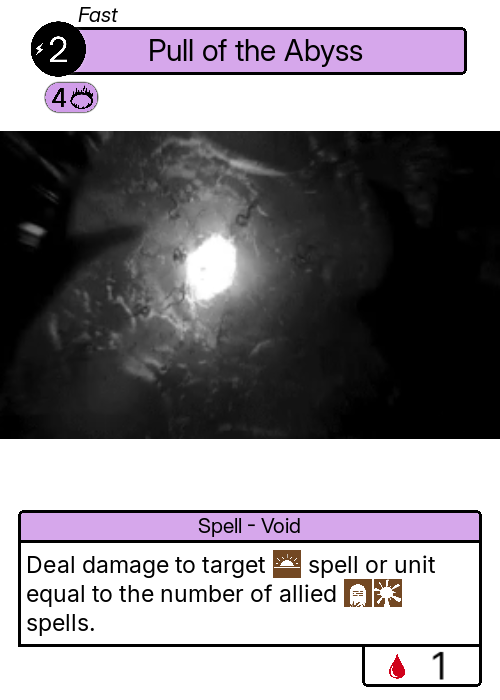 Fast
2 Pull of the Abyss
4
Spell - Void
Deal damage to target spell or unit
equal to the number of allied
spells.
1